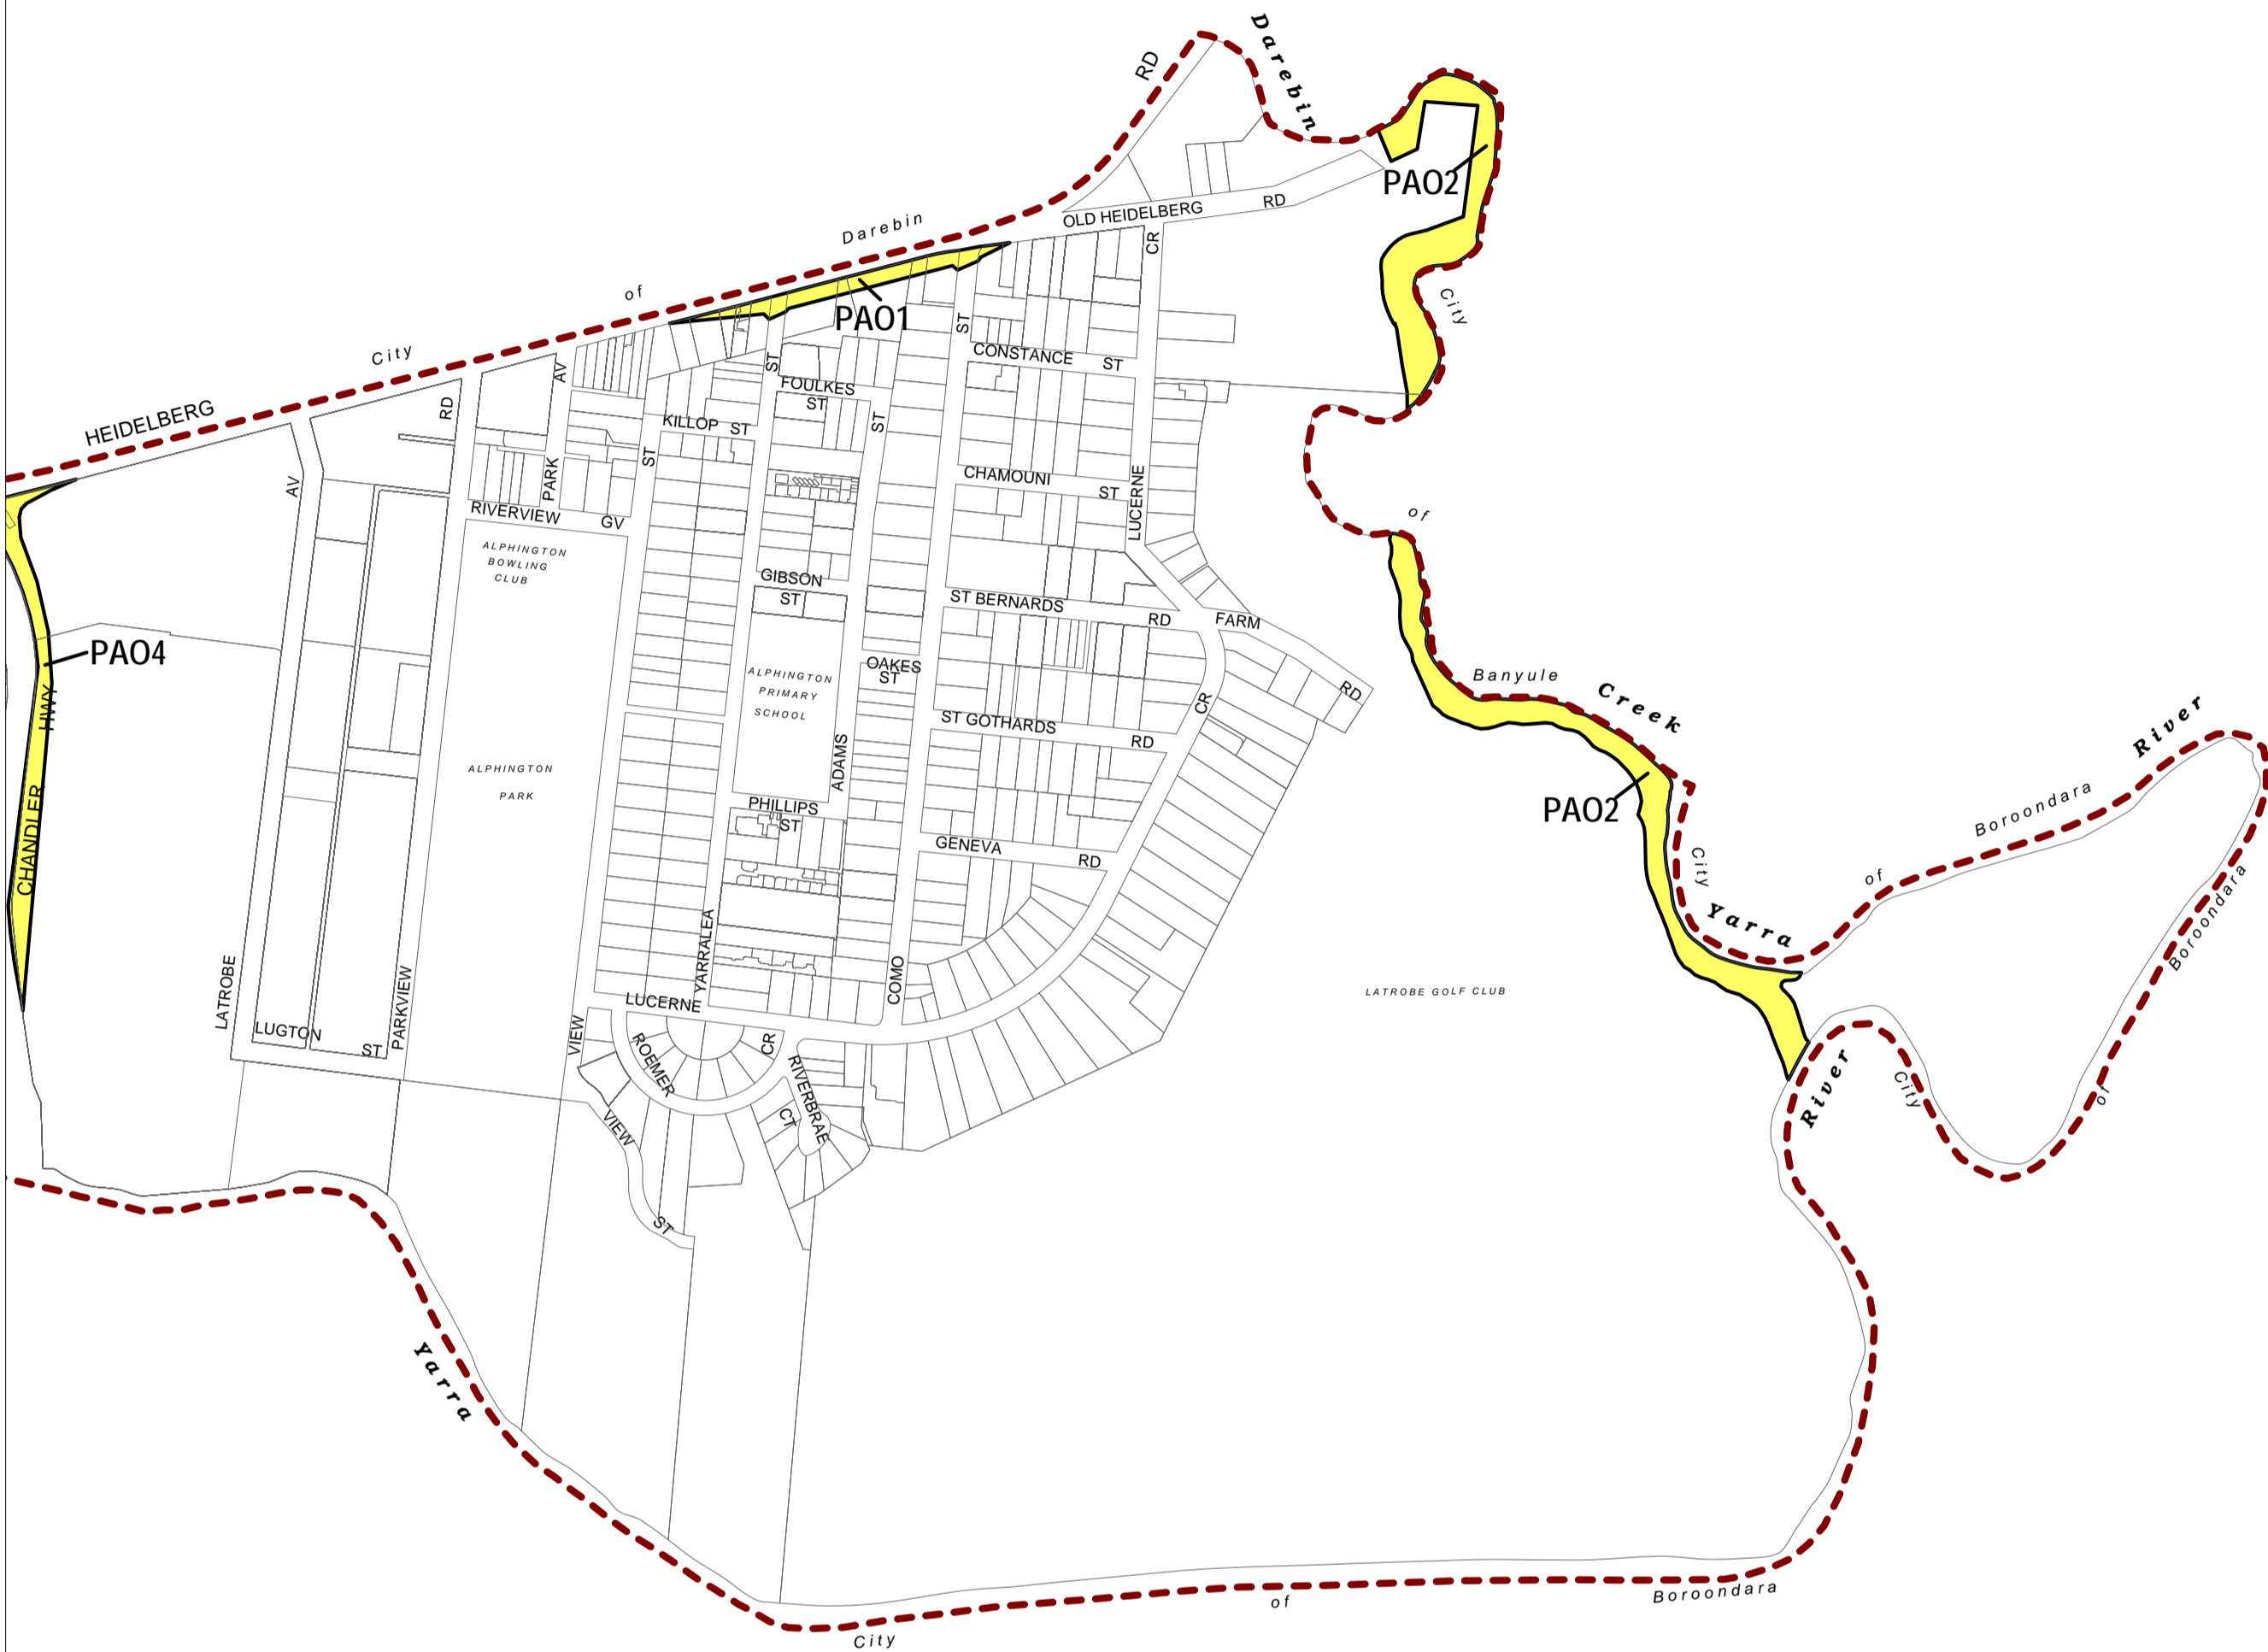 Darebin
RD
PAO2
OLD HEIDELBERG RD
Darebin
CR
of
City
PAO1
ST
City
CONSTANCE ST
ST
AV
FOULKES
ST
HEIDELBERG
RD
KILLOP ST
ST
ST
AV
PARK
CHAMOUNI ST
LUCERNE
RIVERVIEW GV
of
ALPHINGTON
BOWLING
CLUB
GIBSON
ST
ST BERNARDS RD
FARM
RD
PAO4
OAKES
ST
ALPHINGTON
PRIMARY
SCHOOL
Banyule
Creek
River
HWY
CR
ST GOTHARDS RD
ALPHINGTON
PARK
ADAMS
CHANDLER
PHILLIPS
ST
PAO2
Boroondara
GENEVA RD
City
of
Boroondara
YARRALEA
Yarra
COMO
LATROBE
PARKVIEW
LATROBE GOLF CLUB
LUCERNE
LUGTON
ST
VIEW
CR
ROEMER
RIVERBRAE
CT
River
City
of
VIEW
ST
Yarra
of
Boroondara
City